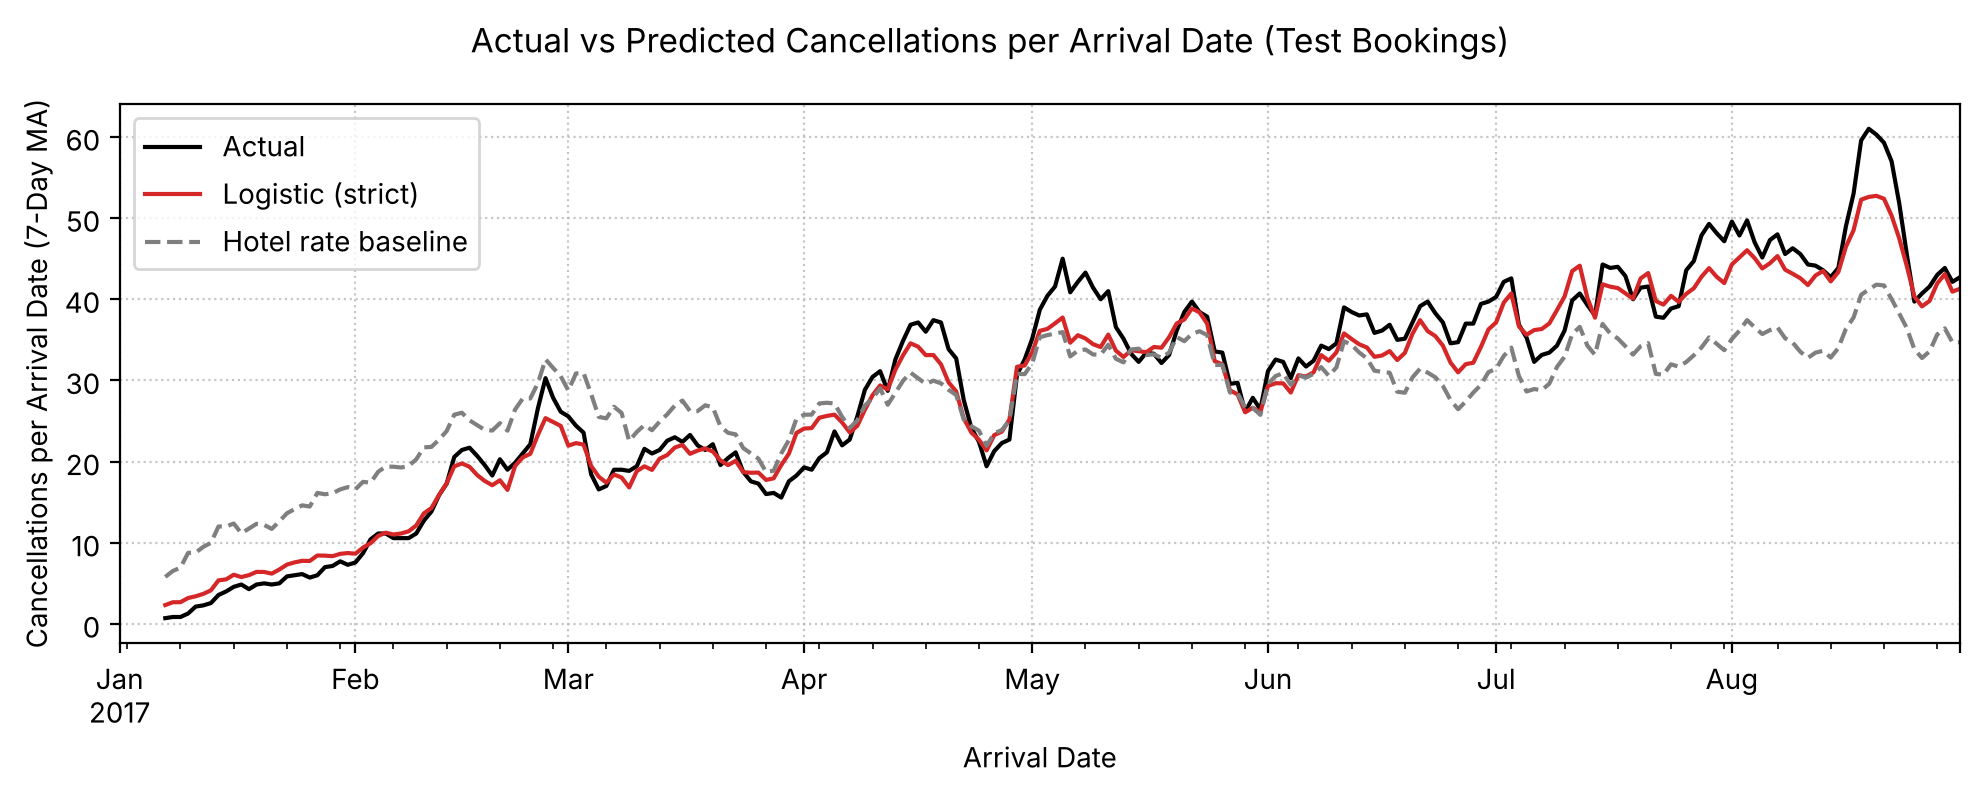 Actual vs Predicted Cancellations per Arrival Date (Test Bookings)
Cancellations per Arrival Date (7-Day MA)
60
50
40
30
20
10
0
Actual
Logistic (strict)
Hotel rate baseline
Jan Feb Mar Apr May Jun Jul Aug
2017
Arrival Date